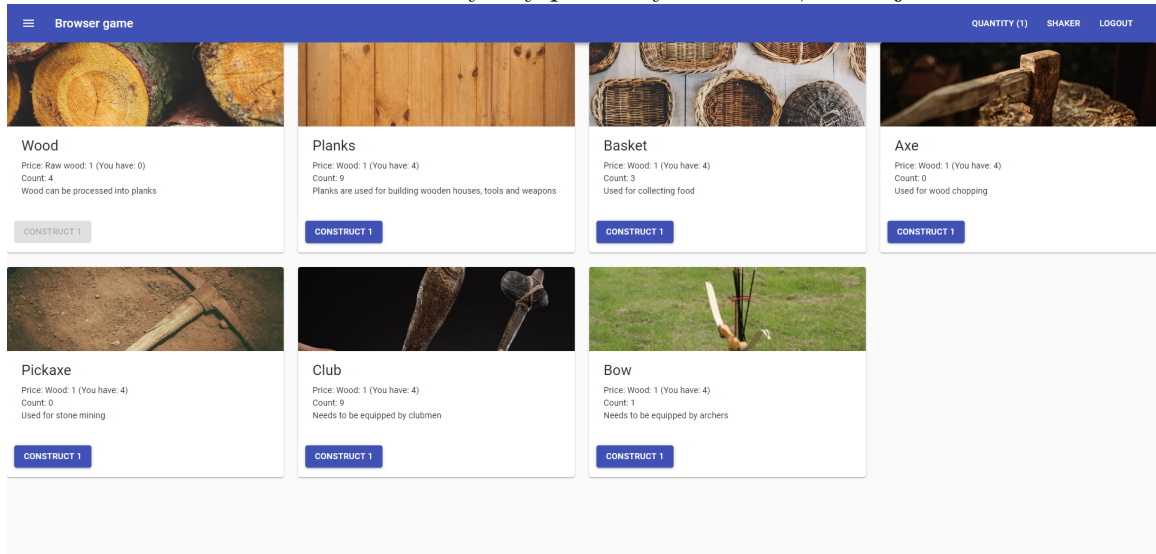 Browser game
QUANTITY (1) SHAKER LOGOUT
Wood
Price: Raw wood: 1 (You have: 0)
Count: 4
Wood can be processed into planks
CONSTRUCT 1
Planks
Price: Wood: 1 (You have: 4)
Count: 9
Planks are used for building wooden houses, tools and weapons
CONSTRUCT 1
Basket
Price: Wood: 1 (You have: 4)
Count: 3
Used for collecting food
CONSTRUCT 1
Axe
Price: Wood: 1 (You have: 4)
Count: 0
Used for wood chopping
CONSTRUCT 1
Pickaxe
Price: Wood: 1 (You have: 4)
Count: 0
Used for stone mining
CONSTRUCT 1
Club
Price: Wood: 1 (You have: 4)
Count: 9
Needs to be equipped by clubmen
CONSTRUCT 1
Bow
Price: Wood: 1 (You have: 4)
Count: 1
Needs to be equipped by archers
CONSTRUCT 1